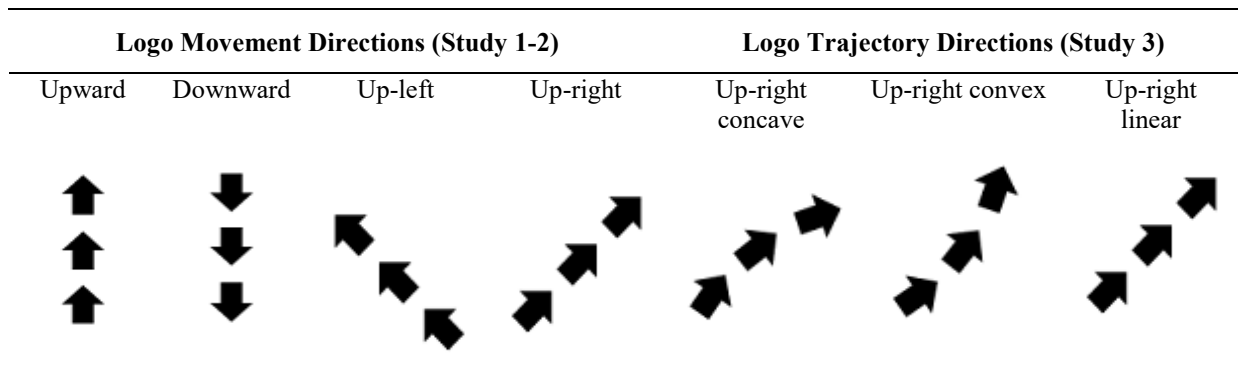 Logo Movement Directions (Study 1-2) Logo Trajectory Directions (Study 3)
Upward Downward Up-left Up-right Up-right concave Up-right convex Up-right linear